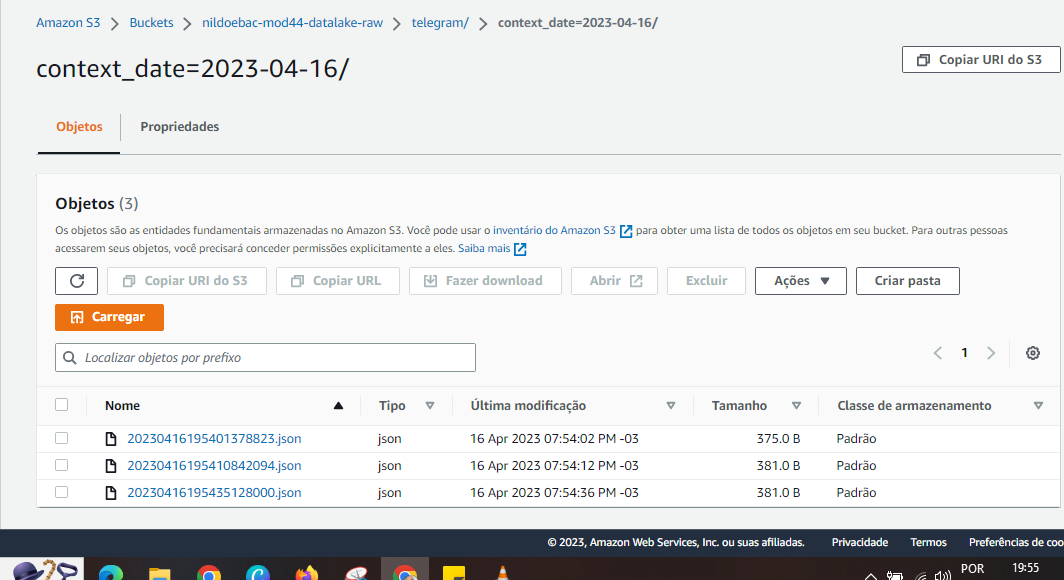 Amazon S3 > Buckets > nildoebac-mod44-datalake-raw > telegram/ > context_date=2023-04-16/
context_date=2023-04-16/
Copiar URI do S3
Objetos Propriedades
Objetos (3)
Os objetos são as entidades fundamentais armazenadas no Amazon S3. Você pode usar o inventário do Amazon S3 para obter uma lista de todos os objetos em seu bucket. Para outras pessoas
acessarem seus objetos, você precisará conceder permissões explicitamente a eles. Saiba mais
Copiar URI do S3 Copiar URL Fazer download Abrir Excluir Ações Criar pasta
Carregar
Localizar objetos por prefixo
1
Nome Tipo Última modificação Tamanho Classe de armazenamento
20230416195401378823.json json 16 Apr 2023 07:54:02 PM -03 375.0 B Padrão
20230416195410842094.json json 16 Apr 2023 07:54:12 PM -03 381.0 B Padrão
20230416195435128000.json json 16 Apr 2023 07:54:36 PM -03 381.0 B Padrão
© 2023, Amazon Web Services, Inc. ou suas afiliadas. Privacidade Termos Preferências de coo
POR 19:55